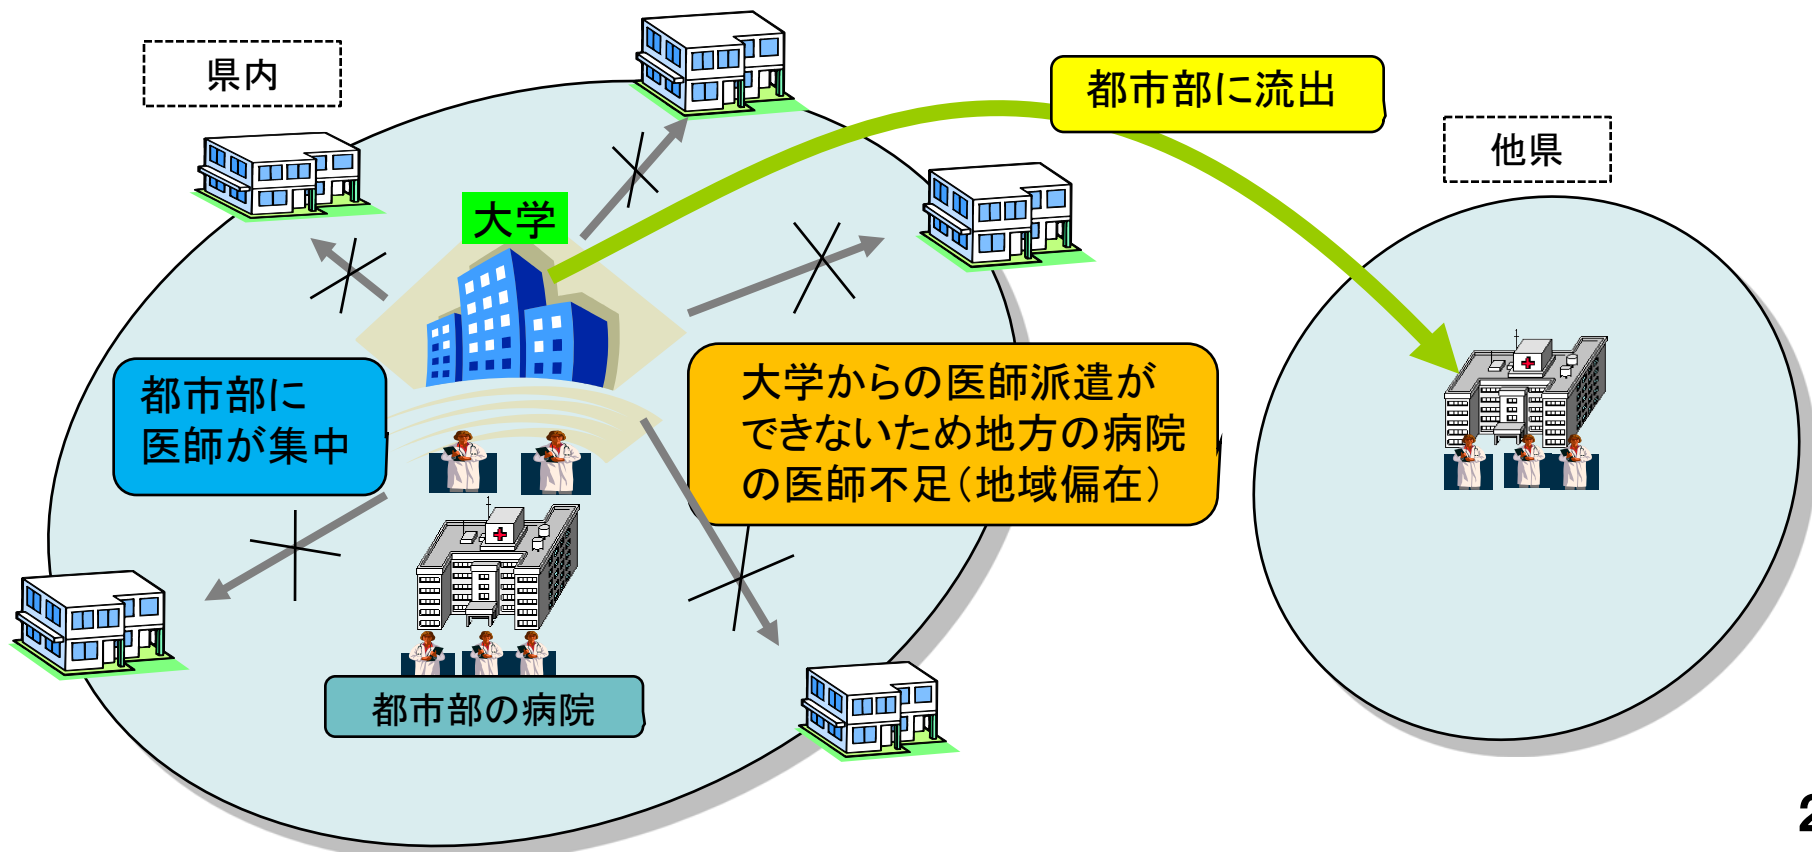 県内
都市部に流出
他県
大学
都市部に
医師が集中
大学からの医師派遣が
できないため地方の病院
の医師不足（地域偏在）
都市部の病院
2